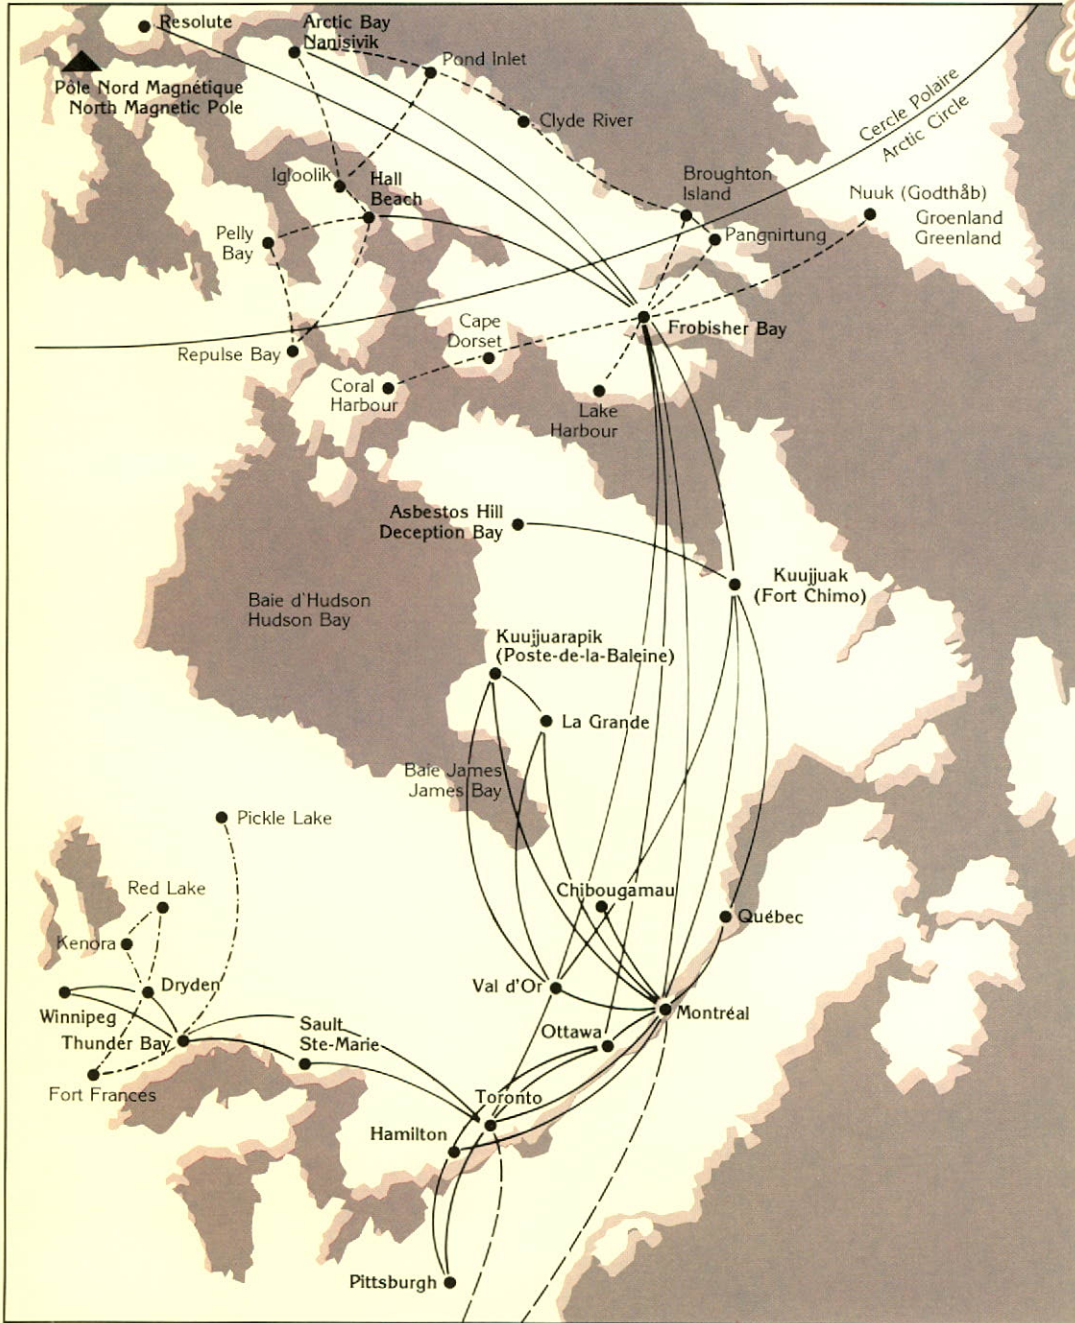 Resolute
Arctic Bay
Nanisivik
Pond Inlet
Pôle Nord Magnétique
North Magnetic Pole
Clyde River
Cercle Polaire
Arctic Circle
Igloolik
Hall
Beach
Broughton
Island
Nuuk (Godthåb)
Groenland
Greenland
Pelly
Bay
Pangnirtung
Cape
Dorset
Frobisher Bay
Repulse Bay
Coral
Harbour
Lake
Harbour
Asbestos Hill
Deception Bay
Kuujjuak
(Fort Chimo)
Baie d'Hudson
Hudson Bay
Kuujjuarapik
(Poste-de-la-Baleine)
La Grande
Baie James
James Bay
Pickle Lake
Red Lake
Chibougamau
Québec
Kenora
Dryden
Val d'Or
Winnipeg
Montréal
Thunder Bay
Sault
Ste-Marie
Ottawa
Fort Frances
Toronto
Hamilton
Pittsburgh